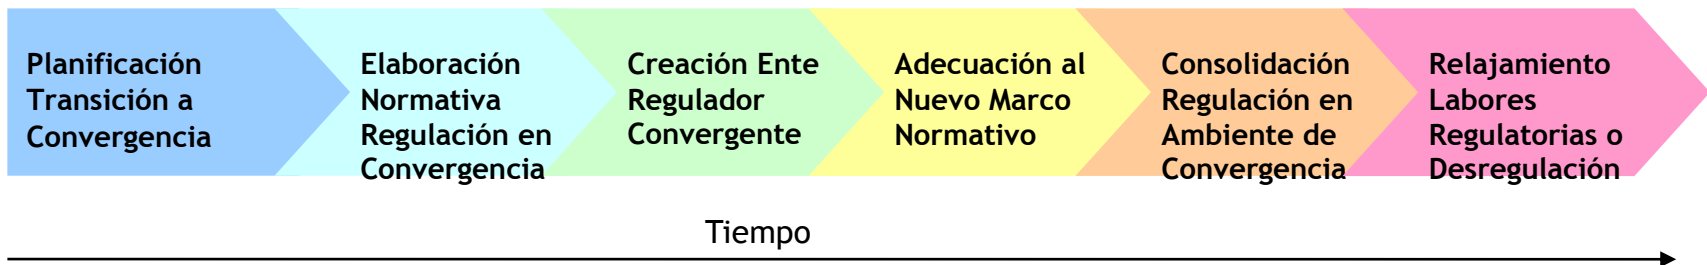 Planificación
Transición a
Convergencia
Elaboración
Normativa
Regulación en
Convergencia
Creación Ente
Regulador
Convergente
Adecuación al
Nuevo Marco
Normativo
Consolidación
Regulación en
Ambiente de
Convergencia
Relajamiento
Labores
Regulatorias o
Desregulación
Tiempo